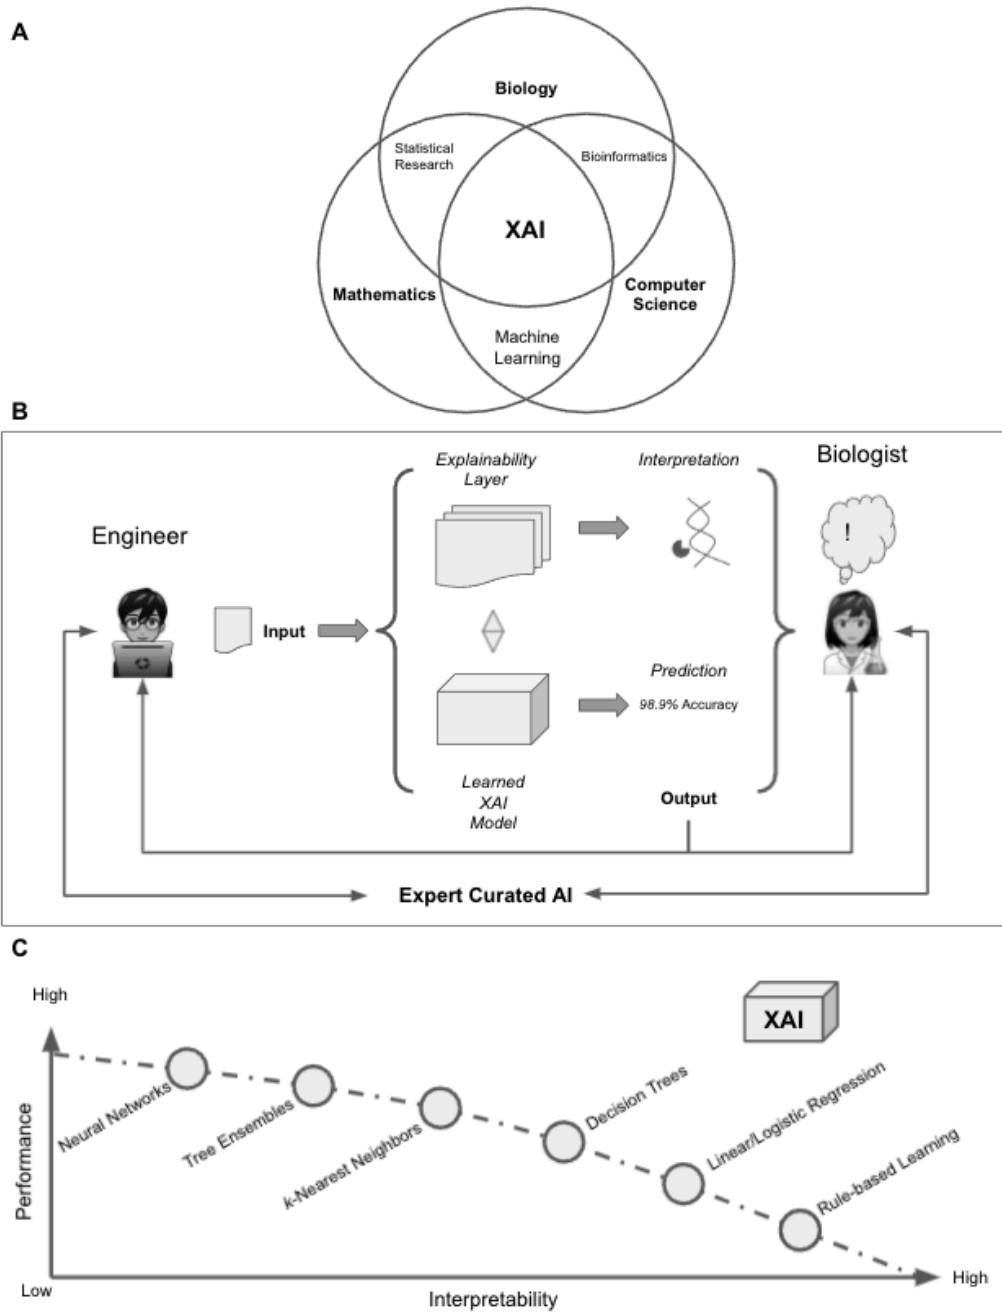 A
Biology
Statistical
Research
Bioinformatics
XAI
Mathematics
Computer
Science
Machine
Learning
B
Explainability
Layer
Interpretation
Biologist
!
Engineer
Input
Prediction
98.9% Accuracy
Learned
XAI
Model
Output
Expert Curated AI
C
High
XAI
Neural Networks
Tree Ensembles
k-Nearest Neighbors
Decision Trees
Linear/Logistic Regression
Rule-based Learning
Performance
Low
Interpretability
High